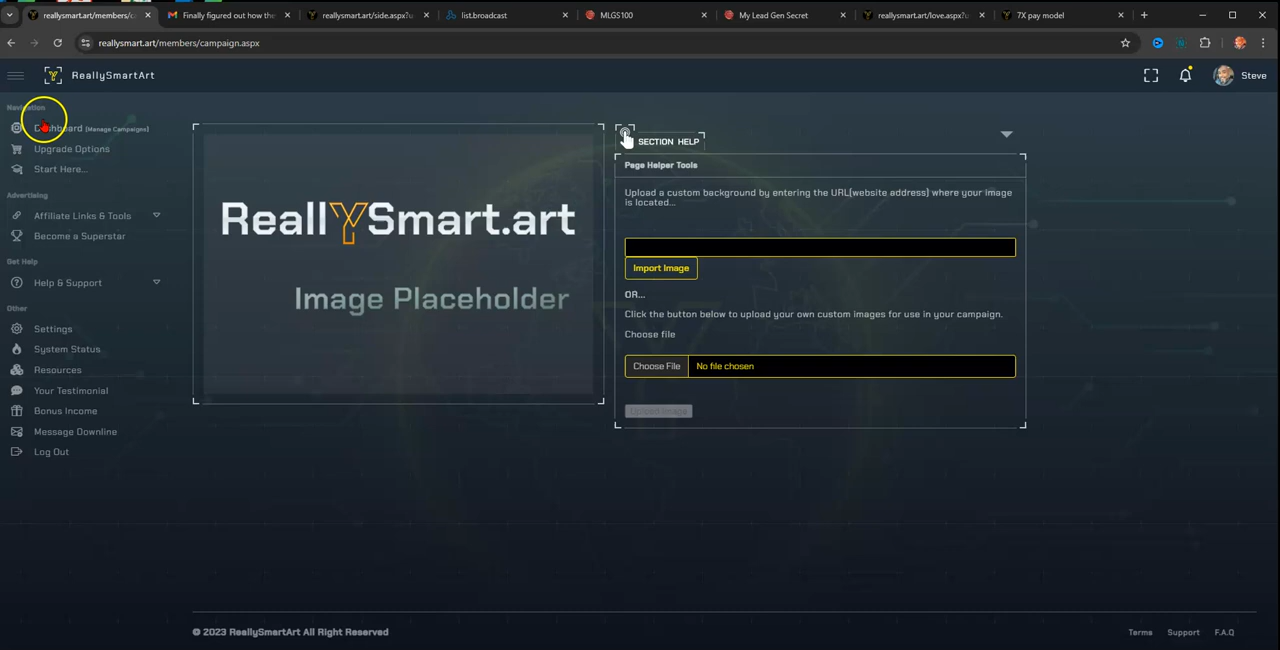 reallysmart.art/members/ca
Finally figured out how the
reallysmart.art/side.aspx?u
list.broadcast
MLGS100
My Lead Gen Secret
reallysmart.art/love.aspx?u
7X pay model
reallysmart.art/members/campaign.aspx
ReallySmartArt
Steve
Navigation
Dashboard [Manage Campaigns]
Upgrade Options
Start Here...
Advertising
Affiliate Links & Tools
Become a Superstar
Get Help
Help & Support
Other
Settings
System Status
Resources
Your Testimonial
Bonus Income
Message Downline
Log Out
ReallYSmart.art
Image Placeholder
SECTION HELP
Page Helper Tools
Upload a custom background by entering the URL(website address) where your image
is located...
Import Image
OR...
Click the button below to upload your own custom images for use in your campaign.
Choose file
Choose File No file chosen
Upload Image
© 2023 ReallySmartArt All Right Reserved
Terms Support F.A.Q